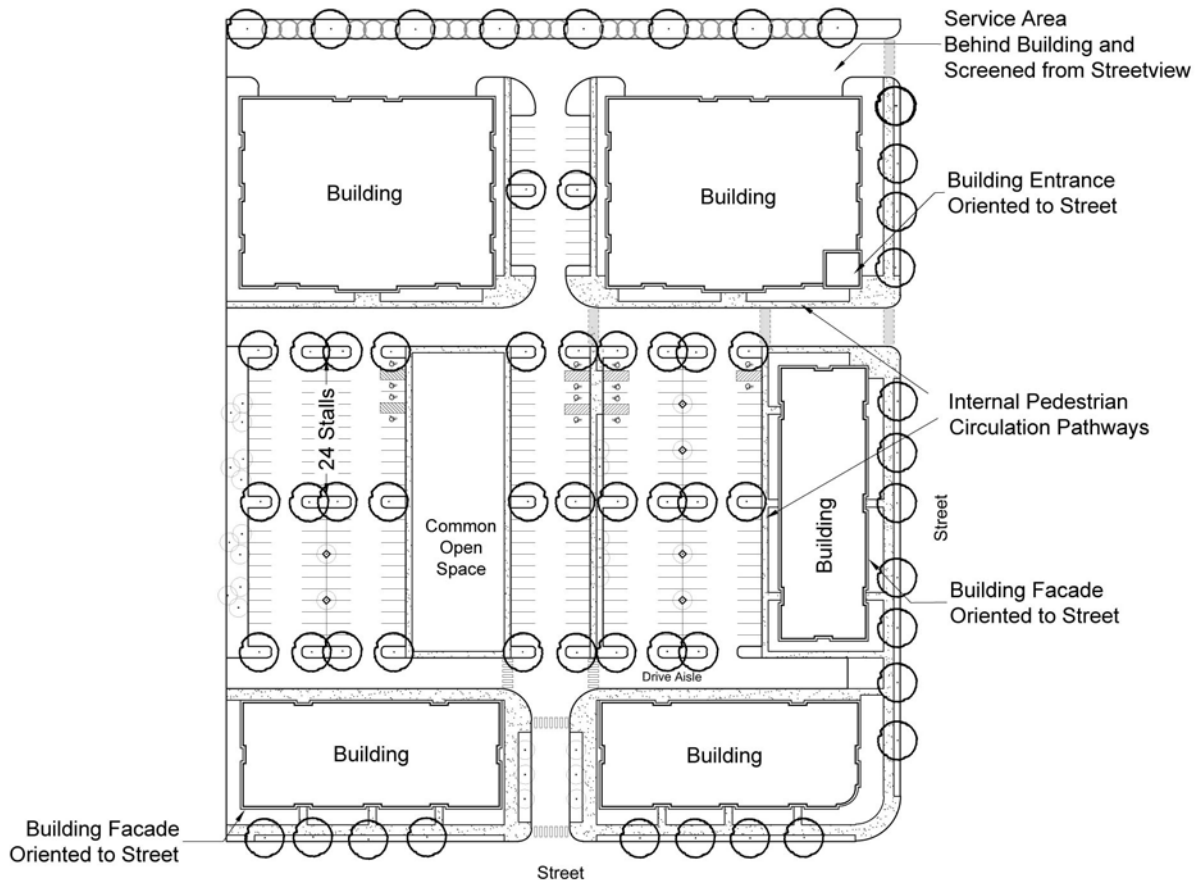 Service Area
Behind Building and
Screened from Streetview
Building
Building
Building Entrance
Oriented to Street
24 Stalls
Internal Pedestrian
Circulation Pathways
Common
Open
Space
Building
Street
Building Facade
Oriented to Street
Drive Aisle
Building
Building
Building Facade
Oriented to Street
Street